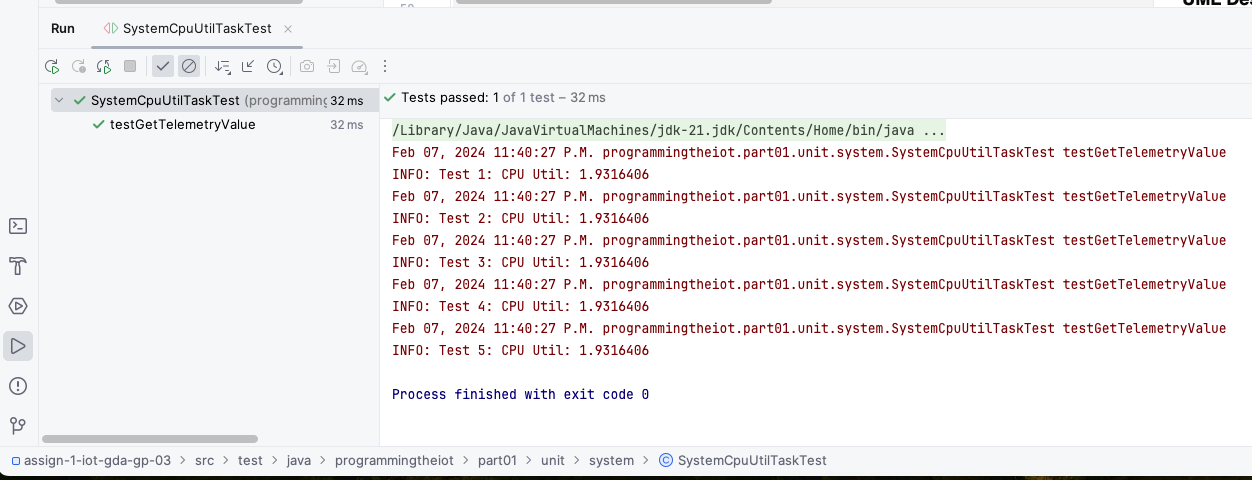 Run SystemCpuUtilTaskTest
SystemCpuUtilTaskTest (programming 32 ms
testGetTelemetryValue 32 ms
Tests passed: 1 of 1 test – 32 ms
/Library/Java/JavaVirtualMachines/jdk-21.jdk/Contents/Home/bin/java ...
Feb 07, 2024 11:40:27 P.M. programmingtheiot.part01.unit.system.SystemCpuUtilTaskTest testGetTelemetryValue
INFO: Test 1: CPU Util: 1.9316406
Feb 07, 2024 11:40:27 P.M. programmingtheiot.part01.unit.system.SystemCpuUtilTaskTest testGetTelemetryValue
INFO: Test 2: CPU Util: 1.9316406
Feb 07, 2024 11:40:27 P.M. programmingtheiot.part01.unit.system.SystemCpuUtilTaskTest testGetTelemetryValue
INFO: Test 3: CPU Util: 1.9316406
Feb 07, 2024 11:40:27 P.M. programmingtheiot.part01.unit.system.SystemCpuUtilTaskTest testGetTelemetryValue
INFO: Test 4: CPU Util: 1.9316406
Feb 07, 2024 11:40:27 P.M. programmingtheiot.part01.unit.system.SystemCpuUtilTaskTest testGetTelemetryValue
INFO: Test 5: CPU Util: 1.9316406
Process finished with exit code 0
assign-1-iot-gda-gp-03 > src > test > java > programmingtheiot > part01 > unit > system > SystemCpuUtilTaskTest